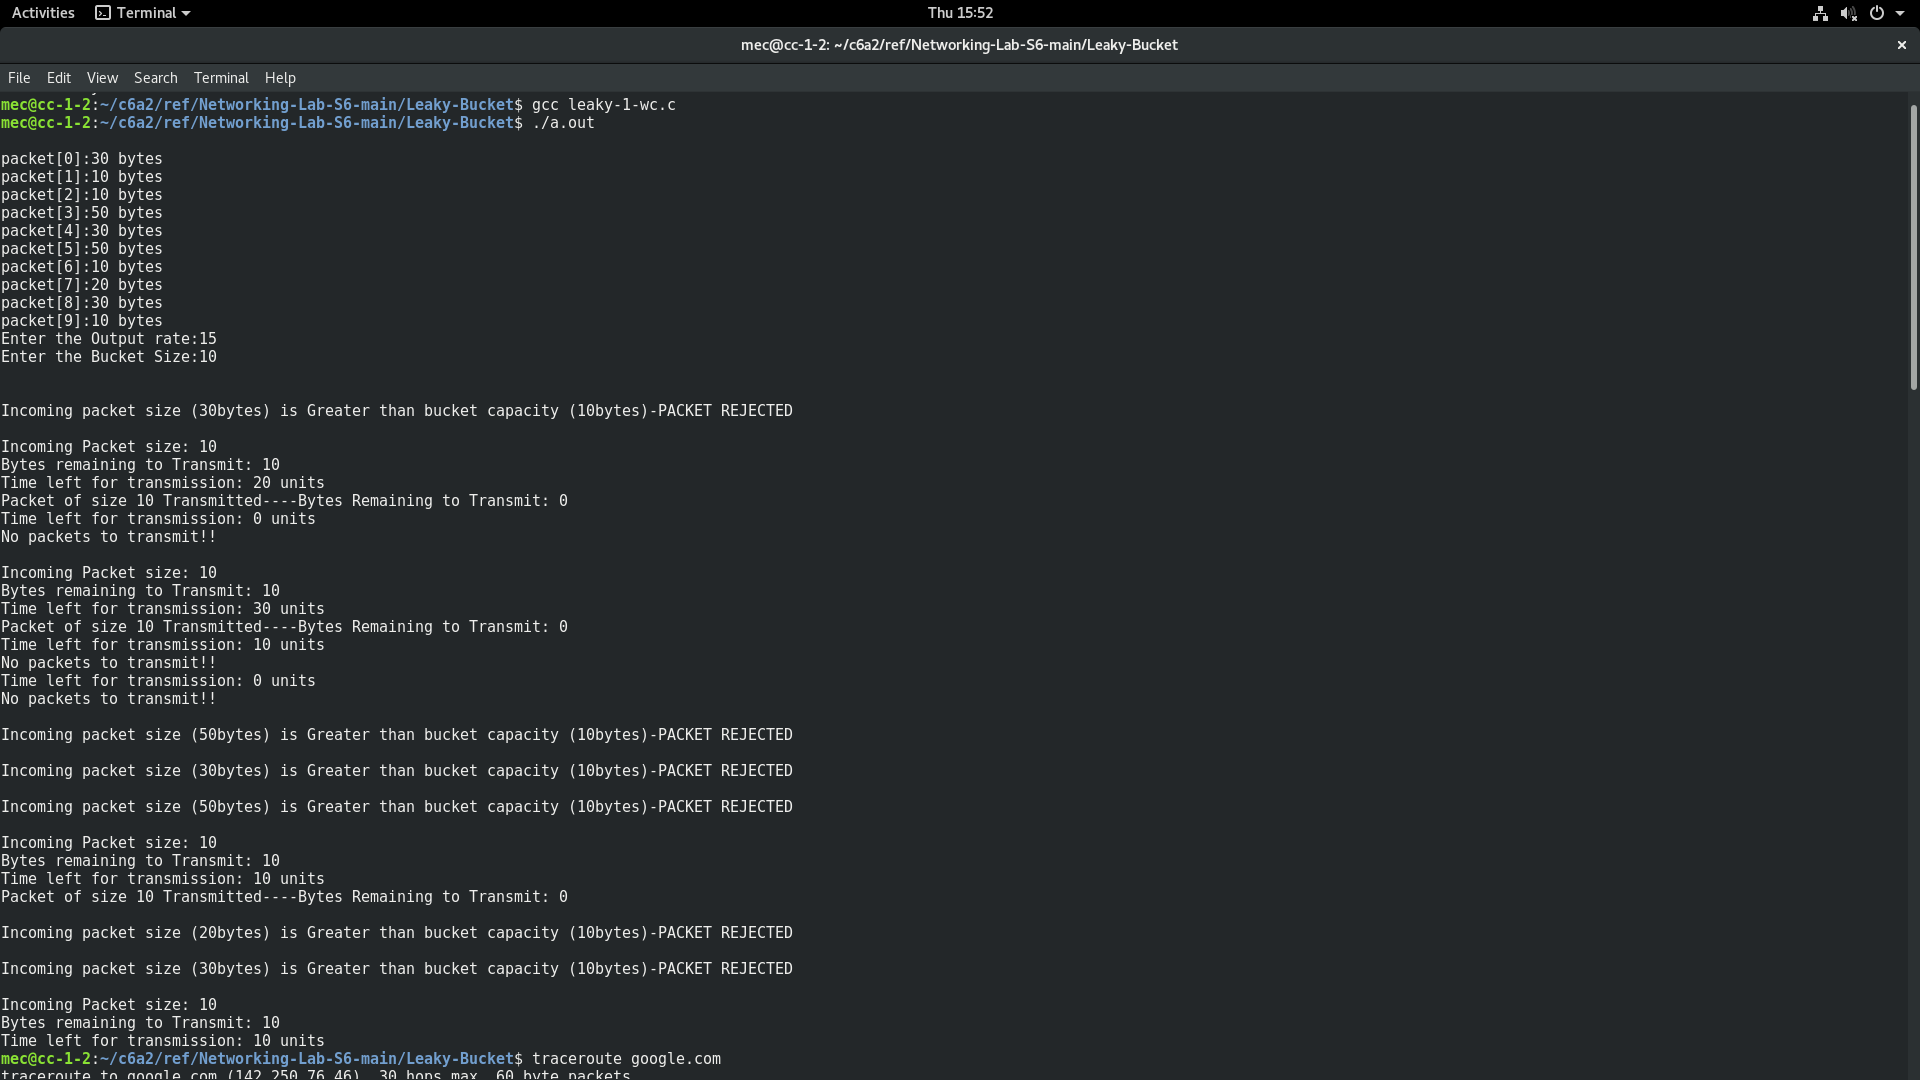 Activities Terminal Thu 15:52
mec@cc-1-2: ~/c6a2/ref/Networking-Lab-S6-main/Leaky-Bucket
File Edit View Search Terminal Help
mec@cc-1-2:~/c6a2/ref/Networking-Lab-S6-main/Leaky-Bucket$ gcc leaky-1-wc.c
mec@cc-1-2:~/c6a2/ref/Networking-Lab-S6-main/Leaky-Bucket$ ./a.out
packet[0]:30 bytes
packet[1]:10 bytes
packet[2]:10 bytes
packet[3]:50 bytes
packet[4]:30 bytes
packet[5]:50 bytes
packet[6]:10 bytes
packet[7]:20 bytes
packet[8]:30 bytes
packet[9]:10 bytes
Enter the Output rate:15
Enter the Bucket Size:10
Incoming packet size (30bytes) is Greater than bucket capacity (10bytes)-PACKET REJECTED
Incoming Packet size: 10
Bytes remaining to Transmit: 10
Time left for transmission: 20 units
Packet of size 10 Transmitted----Bytes Remaining to Transmit: 0
Time left for transmission: 0 units
No packets to transmit!!
Incoming Packet size: 10
Bytes remaining to Transmit: 10
Time left for transmission: 30 units
Packet of size 10 Transmitted----Bytes Remaining to Transmit: 0
Time left for transmission: 10 units
No packets to transmit!!
Time left for transmission: 0 units
No packets to transmit!!
Incoming packet size (50bytes) is Greater than bucket capacity (10bytes)-PACKET REJECTED
Incoming packet size (30bytes) is Greater than bucket capacity (10bytes)-PACKET REJECTED
Incoming packet size (50bytes) is Greater than bucket capacity (10bytes)-PACKET REJECTED
Incoming Packet size: 10
Bytes remaining to Transmit: 10
Time left for transmission: 10 units
Packet of size 10 Transmitted----Bytes Remaining to Transmit: 0
Incoming packet size (20bytes) is Greater than bucket capacity (10bytes)-PACKET REJECTED
Incoming packet size (30bytes) is Greater than bucket capacity (10bytes)-PACKET REJECTED
Incoming Packet size: 10
Bytes remaining to Transmit: 10
Time left for transmission: 10 units
mec@cc-1-2:~/c6a2/ref/Networking-Lab-S6-main/Leaky-Bucket$ traceroute google.com
traceroute to google.com (142.250.76.46), 30 hops max, 60 byte packets